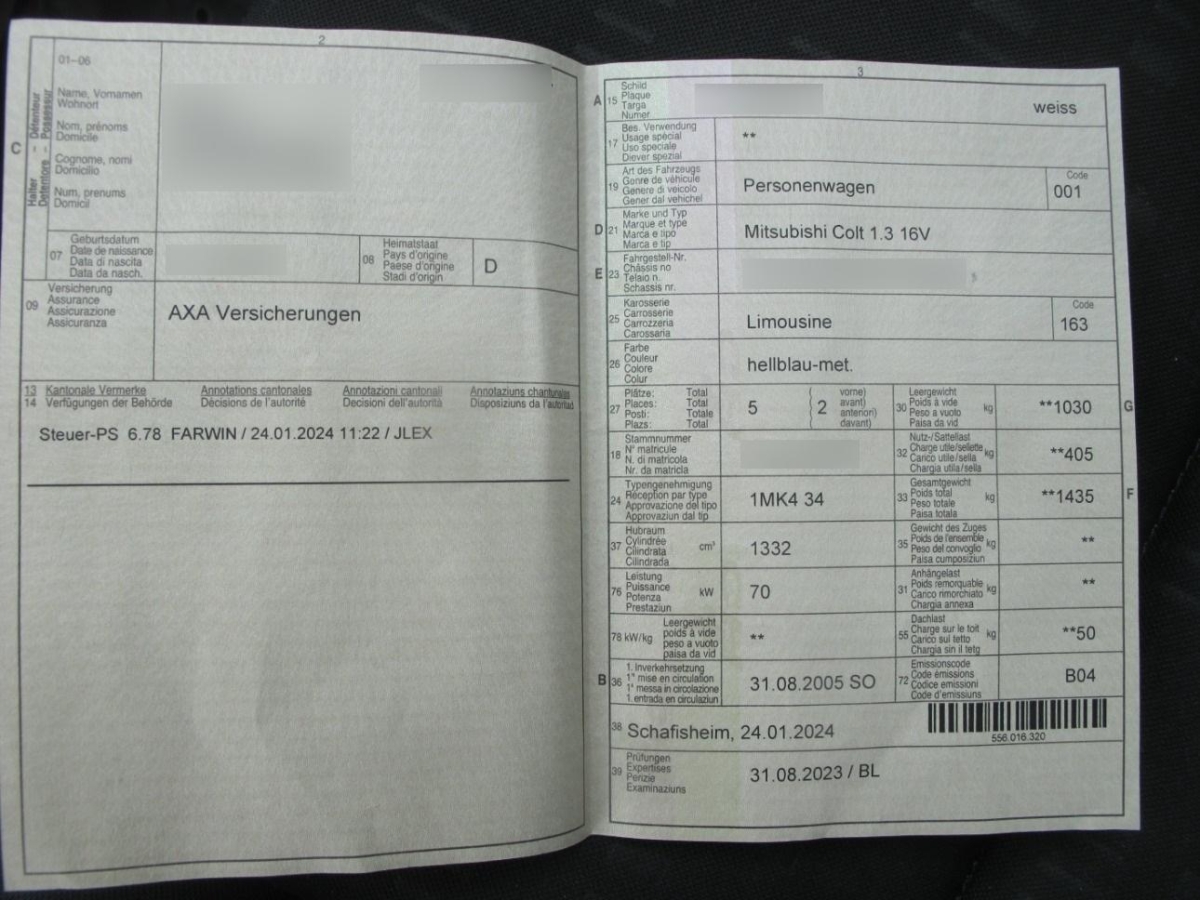 2
01–06
Name, Vornamen
Wohnort
Nom, prénoms
Domicile
Cognome, nomi
Domicilio
Num, prenums
Domicil
C
Halter Détenteur
Detentore Possessur
07
Geburtsdatum
Date de naissance
Data di nascita
Data da nasch.
08
Heimatstaat
Pays d'origine
Paese d'origine
Stadi d'origin
D
09
Versicherung
Assurance
Assicurazione
Assicuranza
AXA Versicherungen
13 Kantonale Vermerke Annotations cantonales Annotazioni cantonali Annotaziuns chantunalas
14 Verfügungen der Behörde Décisions de l'autorité Decisioni dell'autorità Disposiziuns da l'autoritad
Steuer-PS 6.78 FARWIN / 24.01.2024 11:22 / JLEX
3
A 15
Schild
Plaque
Targa
Numer
weiss
17
Bes. Verwendung
Usage spécial
Uso speciale
Diever spezial
**
19
Art des Fahrzeugs
Genre de véhicule
Genere di veicolo
Gener dal vehichel
Personenwagen
Code
001
D 21
Marke und Typ
Marque et type
Marca e tipo
Marca e tip
Mitsubishi Colt 1.3 16V
E 23
Fahrgestell-Nr.
Châssis no
Telaio n.
Schassis nr.
25
Karosserie
Carrosserie
Carrozzeria
Carossaria
Limousine
Code
163
26
Farbe
Couleur
Colore
Colur
hellblau-met.
27
Plätze: Total
Places: Total
Posti: Totale
Plazs: Total
5
( 2 vorne)
( avant)
( anteriori)
( davant)
30
Leergewicht
Poids à vide
Peso a vuoto
Paisa da vid
kg
**1030
G
18
Stammnummer
N° matricule
N. di matricola
Nr. da matricla
32
Nutz-/Sattellast
Charge utile/sellette
Carico utile/sella
Chargia utila/sella
kg
**405
24
Typengenehmigung
Réception par type
Approvazione del tipo
Approvaziun dal tip
1MK4 34
33
Gesamtgewicht
Poids total
Peso totale
Paisa totala
kg
**1435
F
37
Hubraum
Cylindrée
Cilindrata
Cilindrada
cm³
1332
35
Gewicht des Zuges
Poids de l'ensemble
Peso del convoglio
Paisa cumposiziun
kg
**
76
Leistung
Puissance
Potenza
Prestaziun
kW
70
31
Anhängelast
Poids remorquable
Carico rimorchiato
Chargia annexa
kg
**
78 kW/kg
Leergewicht
poids à vide
peso a vuoto
paisa da vid
**
55
Dachlast
Charge sur le toit
Carico sul tetto
Chargia sin il tetg
kg
**50
B 36
1. Inverkehrsetzung
1re mise en circulation
1a messa in circolazione
1. entrada en circulaziun
31.08.2005 SO
72
Emissionscode
Code émissions
Codice emissioni
Code d'emissiuns
B04
38 Schafisheim, 24.01.2024
556.016.320
39
Prüfungen
Expertises
Perizie
Examinaziuns
31.08.2023 / BL